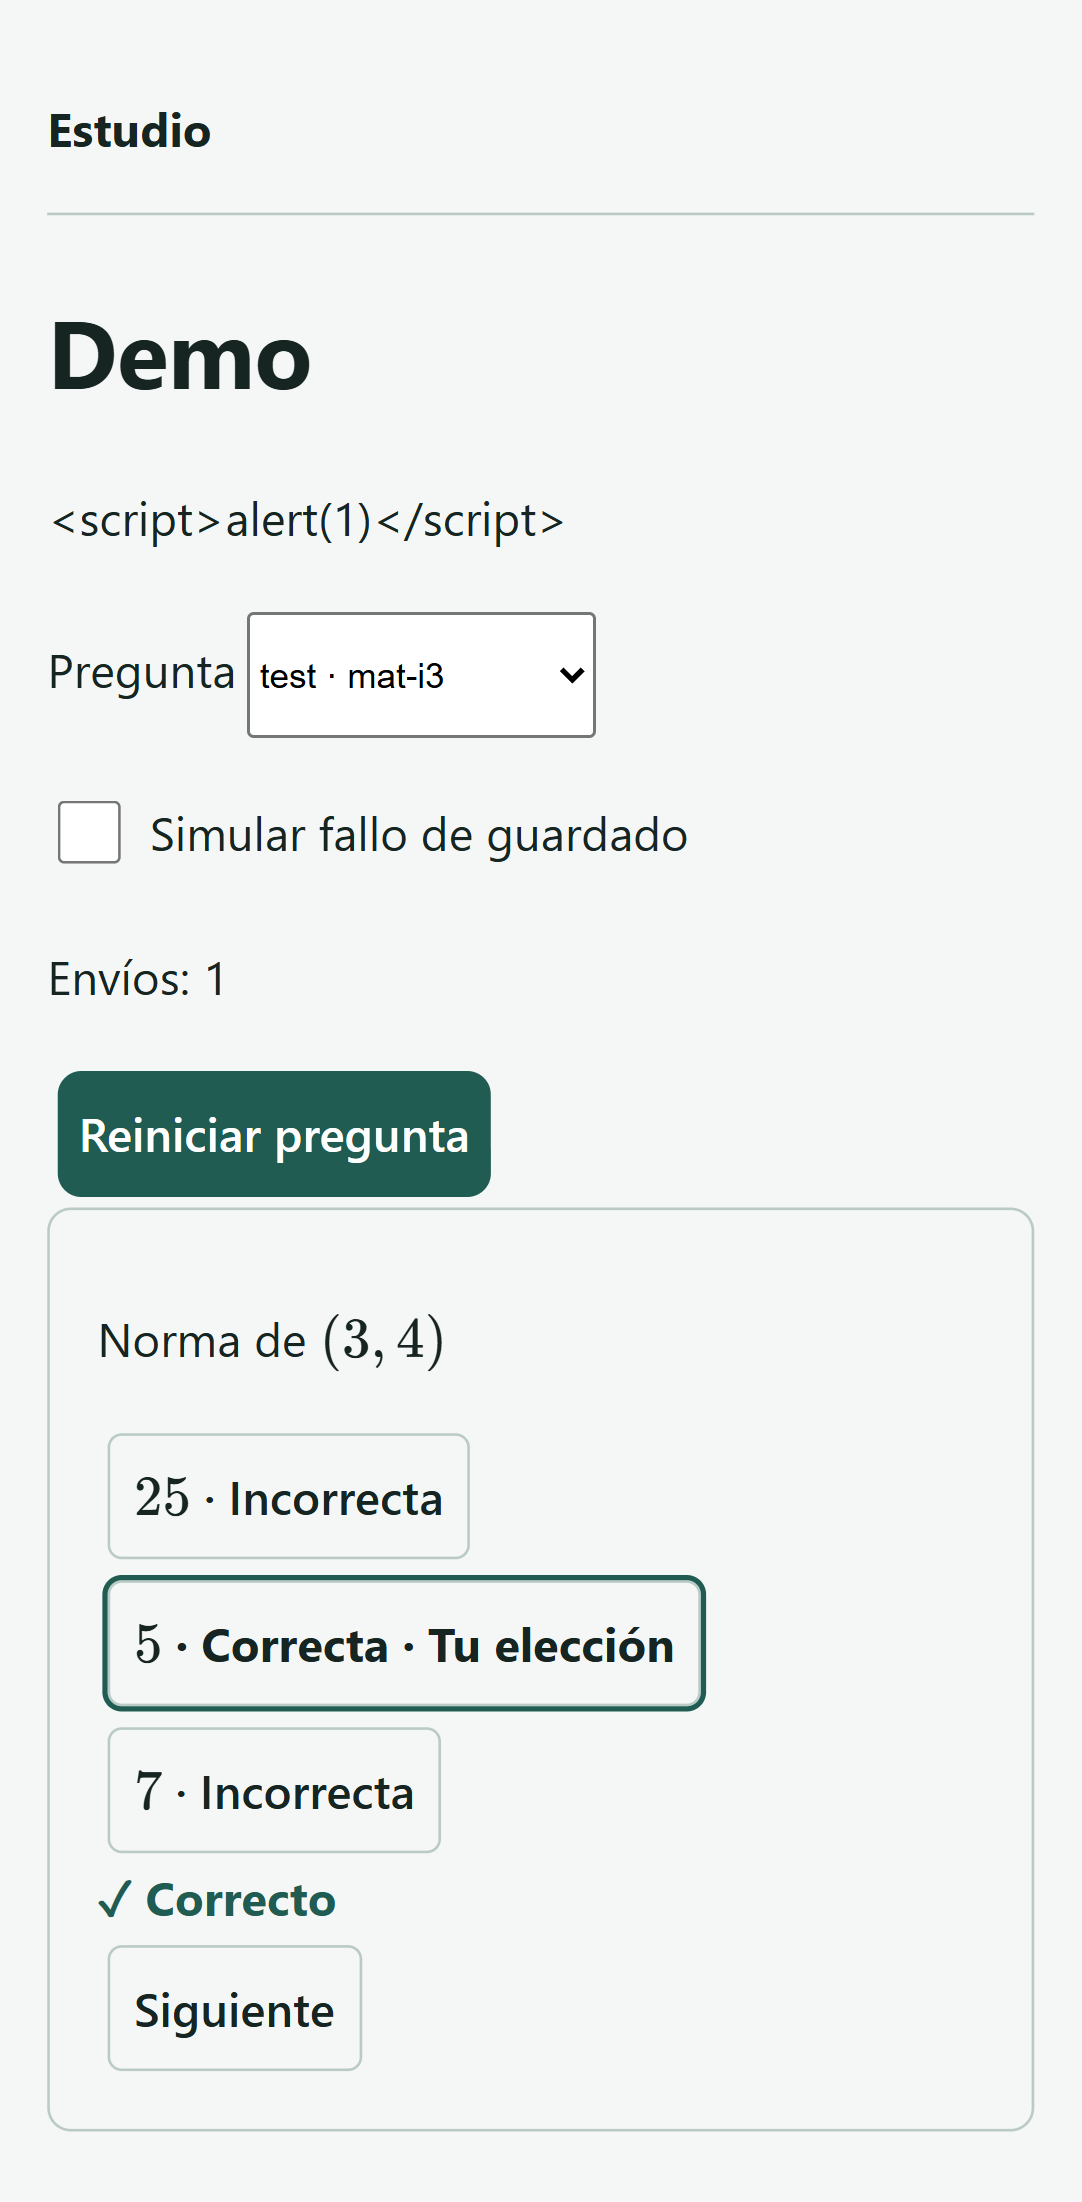 Estudio
Demo
<script>alert(1)</script>
Pregunta test · mat-i3
Simular fallo de guardado
Envíos: 1
Reiniciar pregunta
Norma de (3, 4)
25 · Incorrecta
5 · Correcta · Tu elección
7 · Incorrecta
✓ Correcto
Siguiente